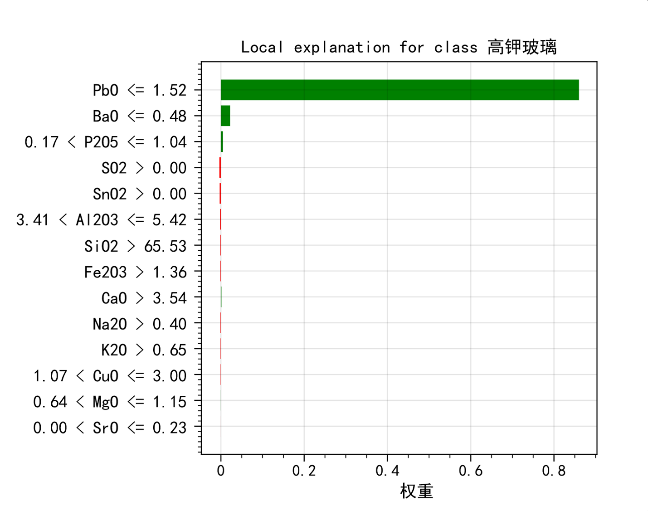 Local explanation for class 高钾玻璃
PbO <= 1.52
BaO <= 0.48
0.17 < P2O5 <= 1.04
SO2 > 0.00
SnO2 > 0.00
3.41 < Al2O3 <= 5.42
SiO2 > 65.53
Fe2O3 > 1.36
CaO > 3.54
Na2O > 0.40
K2O > 0.65
1.07 < CuO <= 3.00
0.64 < MgO <= 1.15
0.00 < SrO <= 0.23
0 0.2 0.4 0.6 0.8
权重